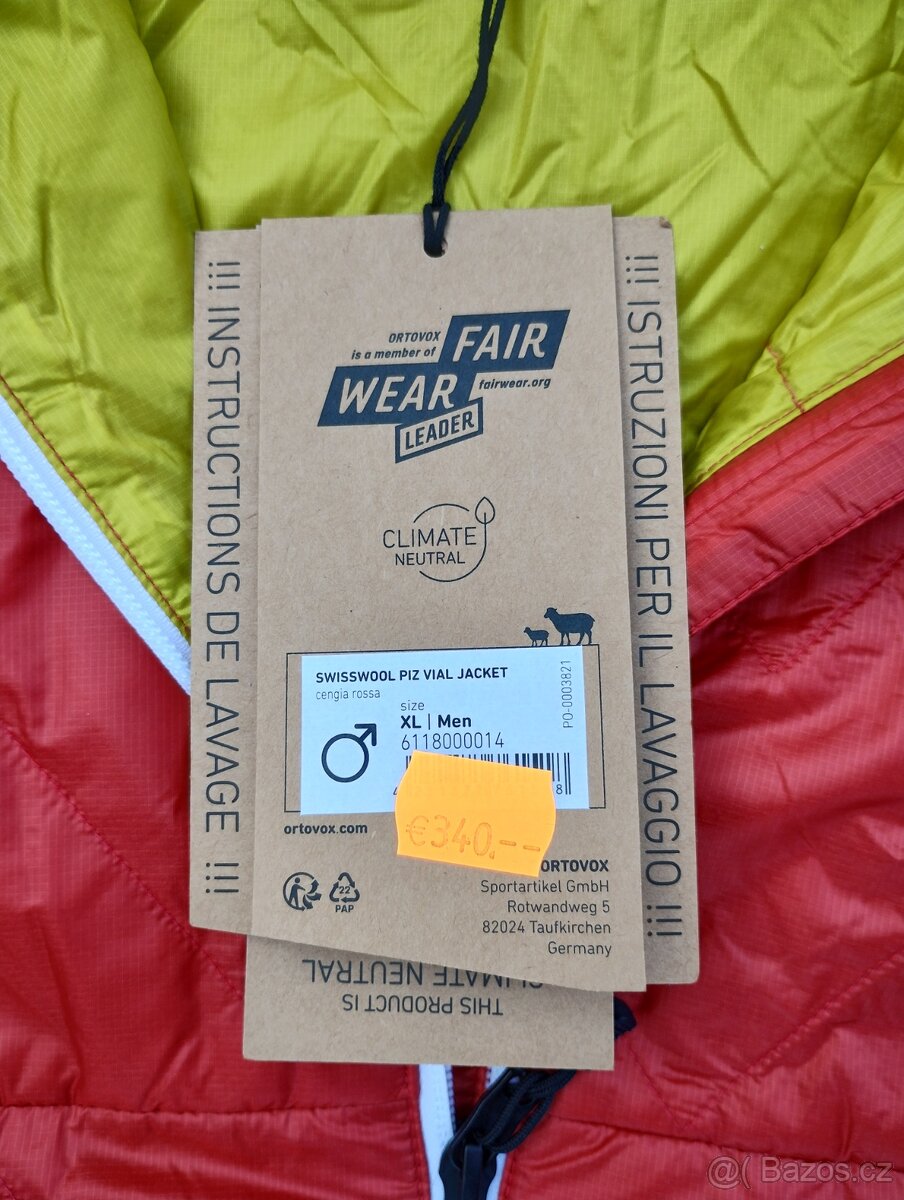 !!! INSTRUCTIONS DE LAVAGE !!!
!!! ISTRUZIONI PER IL LAVAGGIO !!!
ORTOVOX
is a member of
FAIR
WEAR
fairwear.org
LEADER
CLIMATE
NEUTRAL
SWISSWOOL PIZ VIAL JACKET
cengia rossa
size
XL | Men
6118000014
PO-0003821
4
8
€340,--
ortovox.com
22
PAP
ORTOVOX
Sportartikel GmbH
Rotwandweg 5
82024 Taufkirchen
Germany
THIS PRODUCT IS
CLIMATE NEUTRAL
@( Bazos.cz